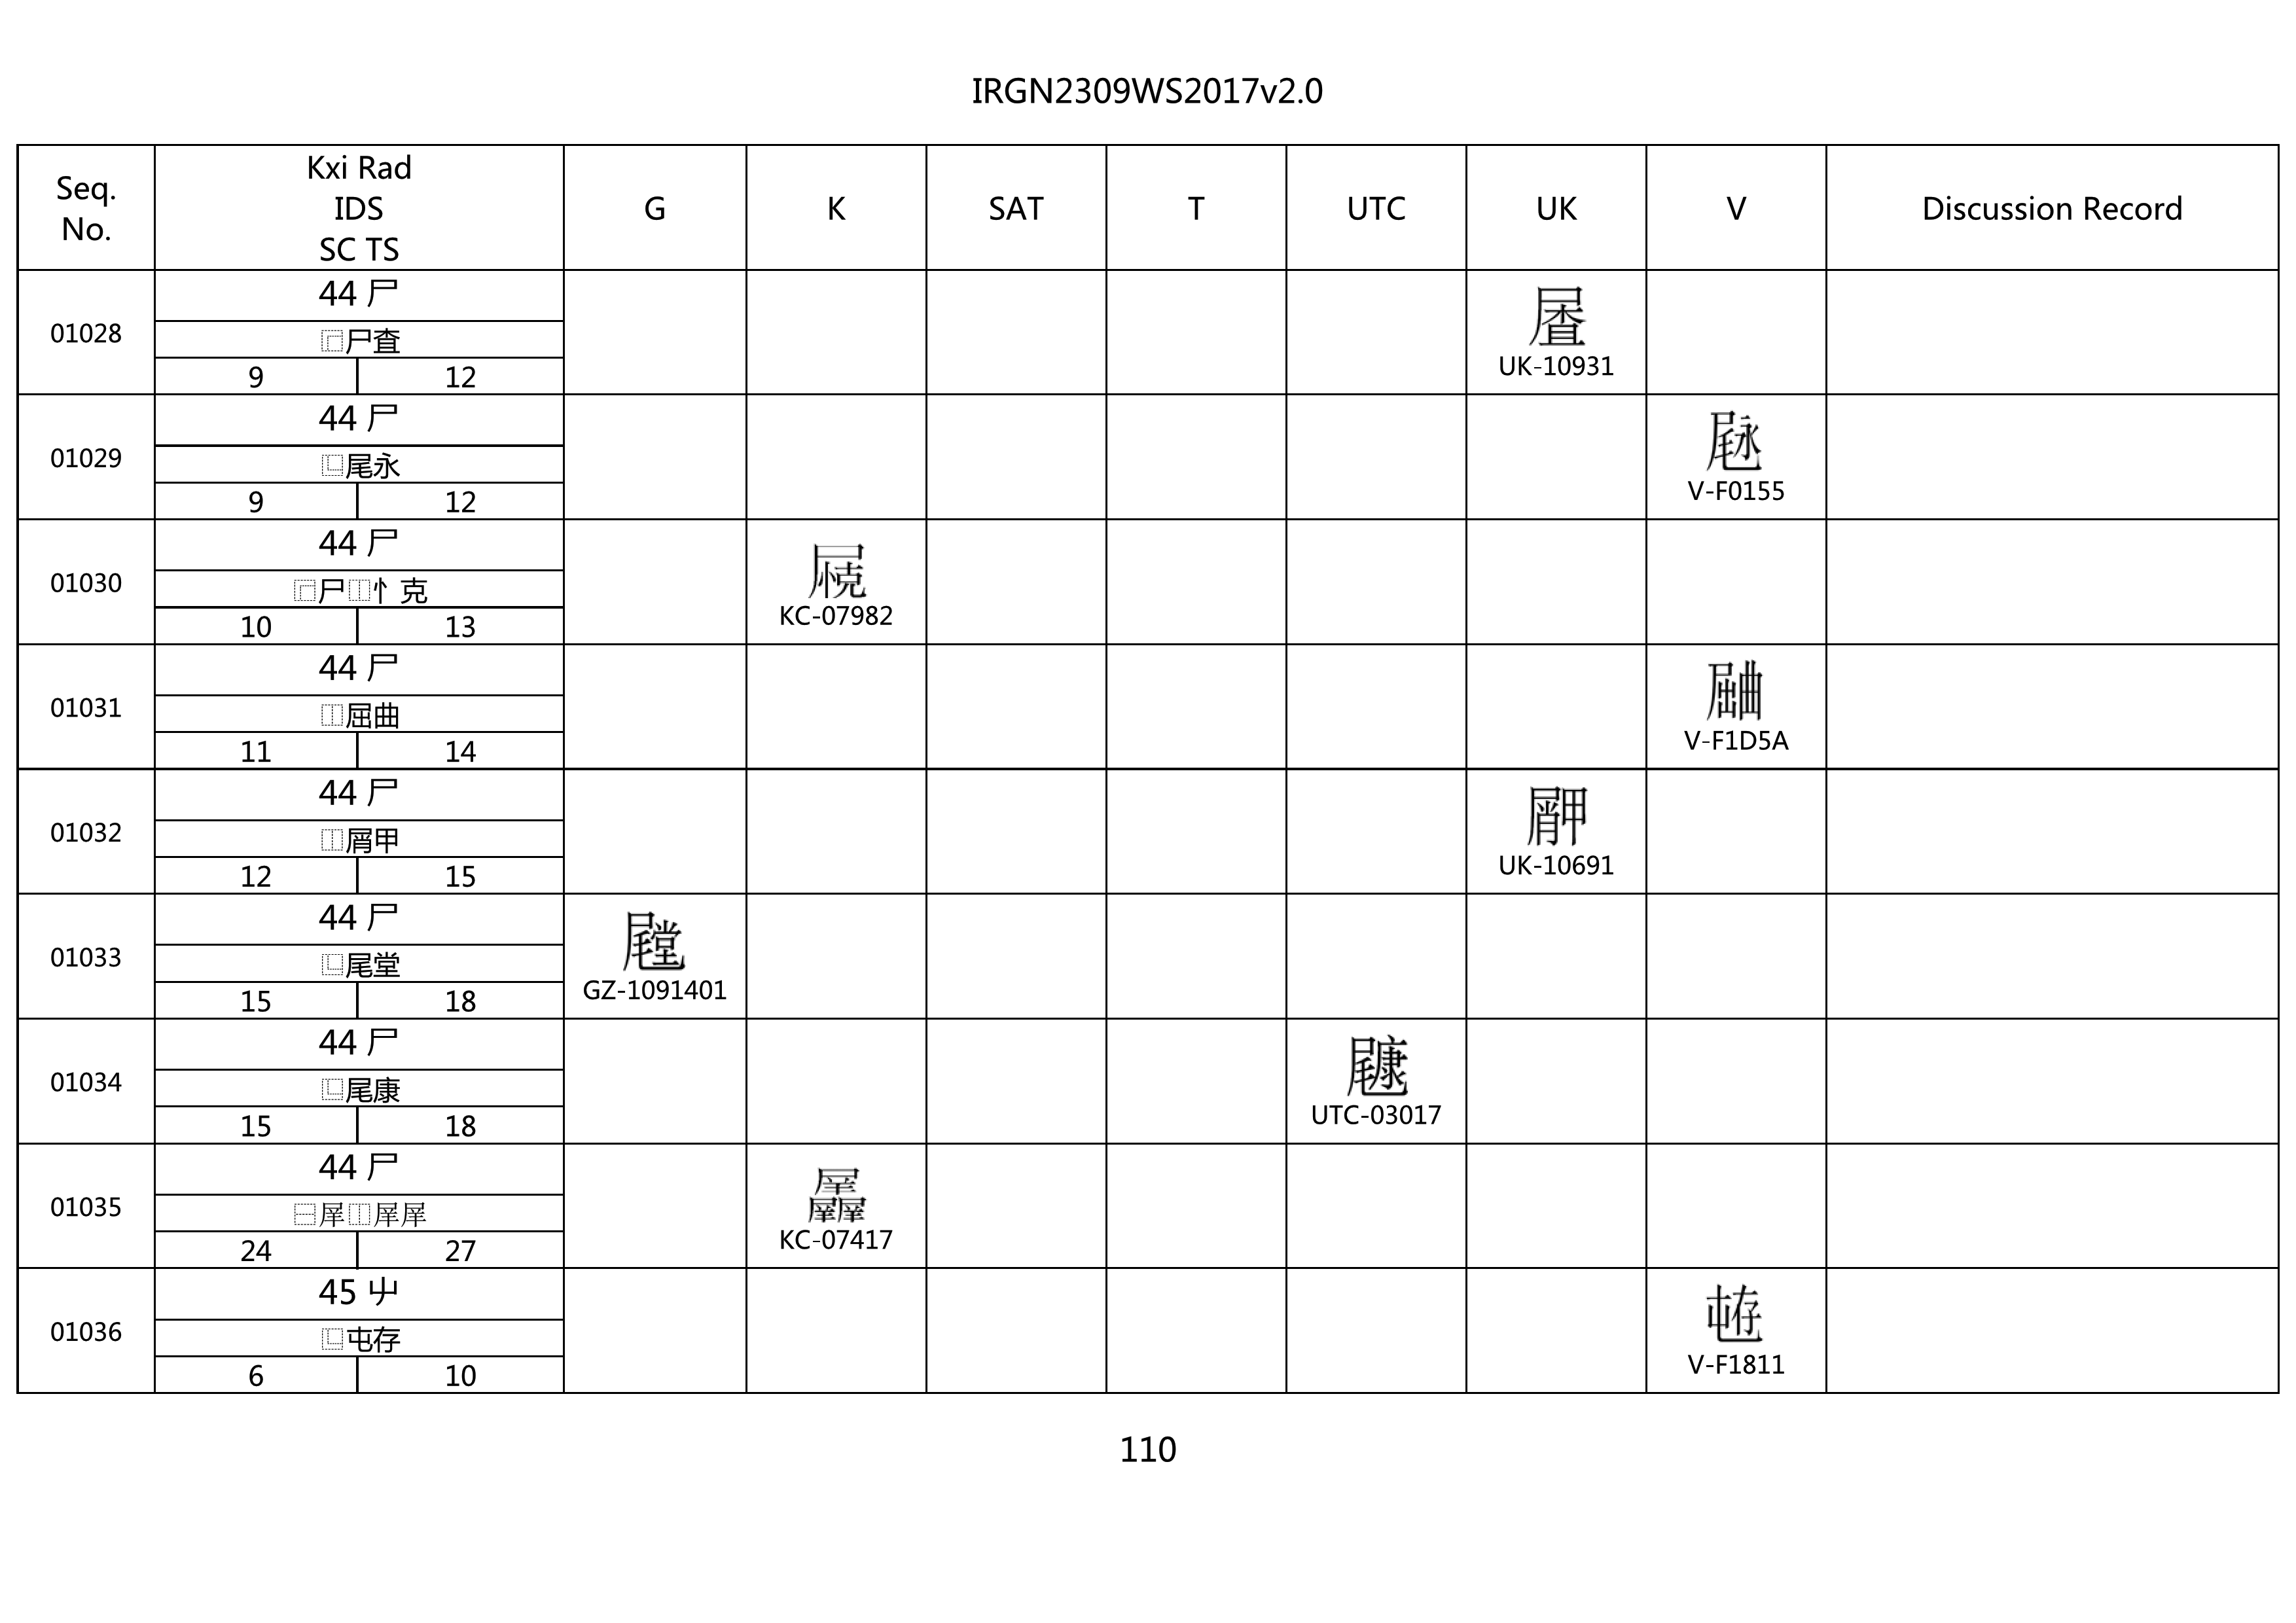 IRGN2309WS2017v2.0
Seq. No.
Kxi Rad
IDS
SC TS
G K SAT T UTC UK V Discussion Record
01028
44 尸
⿸尸査
9 12
UK-10931
01029
44 尸
⿺尾永
9 12
V-F0155
01030
44 尸
⿸尸⿰忄克
10 13
KC-07982
01031
44 尸
⿰屈曲
11 14
V-F1D5A
01032
44 尸
⿰屑甲
12 15
UK-10691
01033
44 尸
⿺尾堂
15 18
GZ-1091401
01034
44 尸
⿺尾康
15 18
UTC-03017
01035
44 尸
24 27
KC-07417
01036
45 屮
⿺屯存
6 10
V-F1811
110